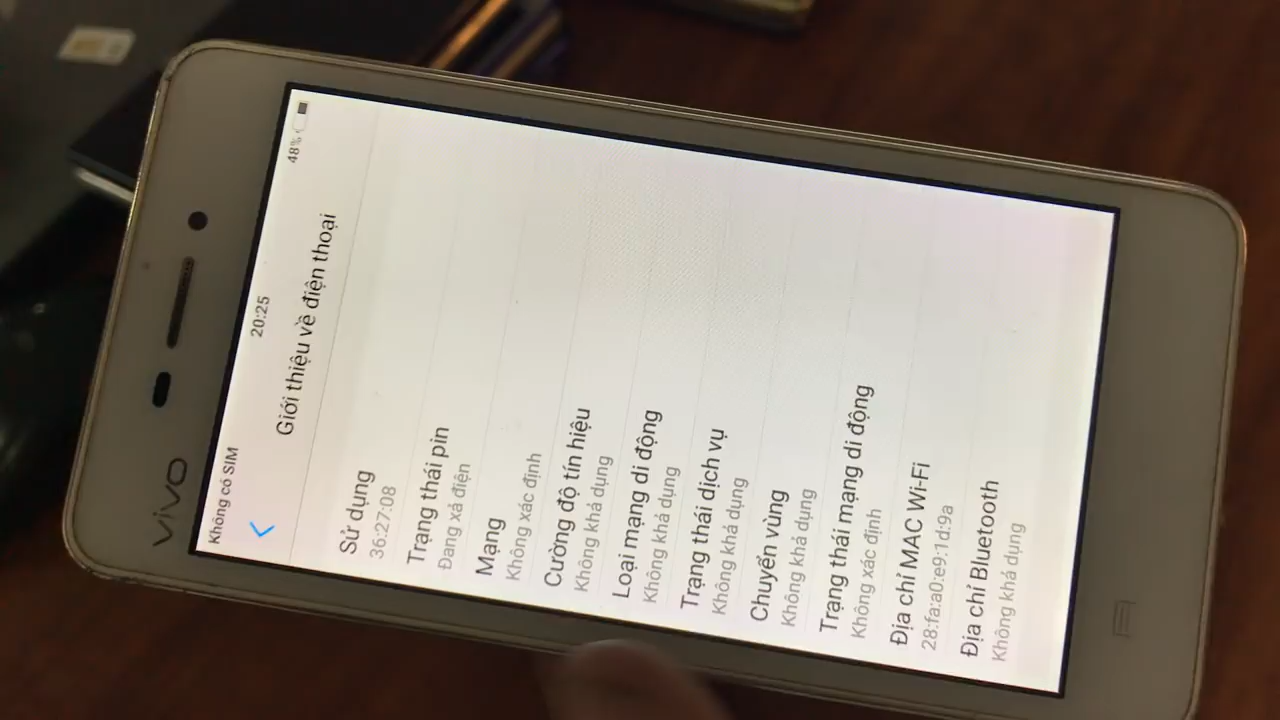 vivo
Không có SIM 20:25 48%
Giới thiệu về điện thoại
Sử dụng
36:27:08
Trạng thái pin
Đang xả điện
Mạng
Không xác định
Cường độ tín hiệu
Không khả dụng
Loại mạng di động
Không khả dụng
Trạng thái dịch vụ
Không khả dụng
Chuyển vùng
Không khả dụng
Trạng thái mạng di động
Không xác định
Địa chỉ MAC Wi-Fi
28:fa:a0:e9:1d:9a
Địa chỉ Bluetooth
Không khả dụng